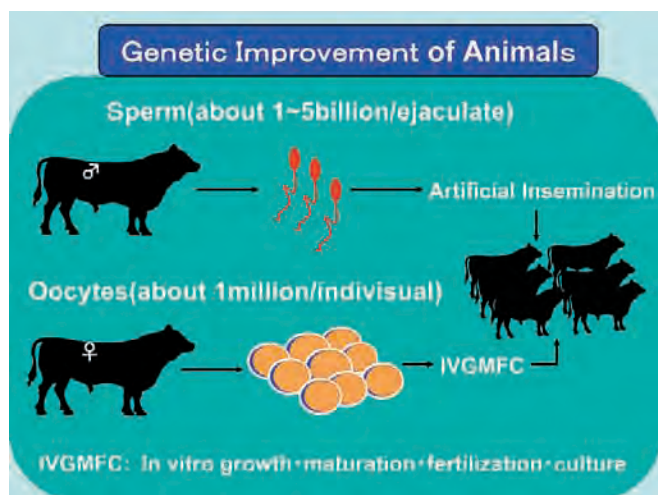 Genetic Improvement of Animals
Sperm(about 1~5billion/ejaculate)
♂
Artificial Insemination
Oocytes(about 1million/indivisual)
♀
IVGMFC
IVGMFC: In vitro growth·maturation·fertilization·culture